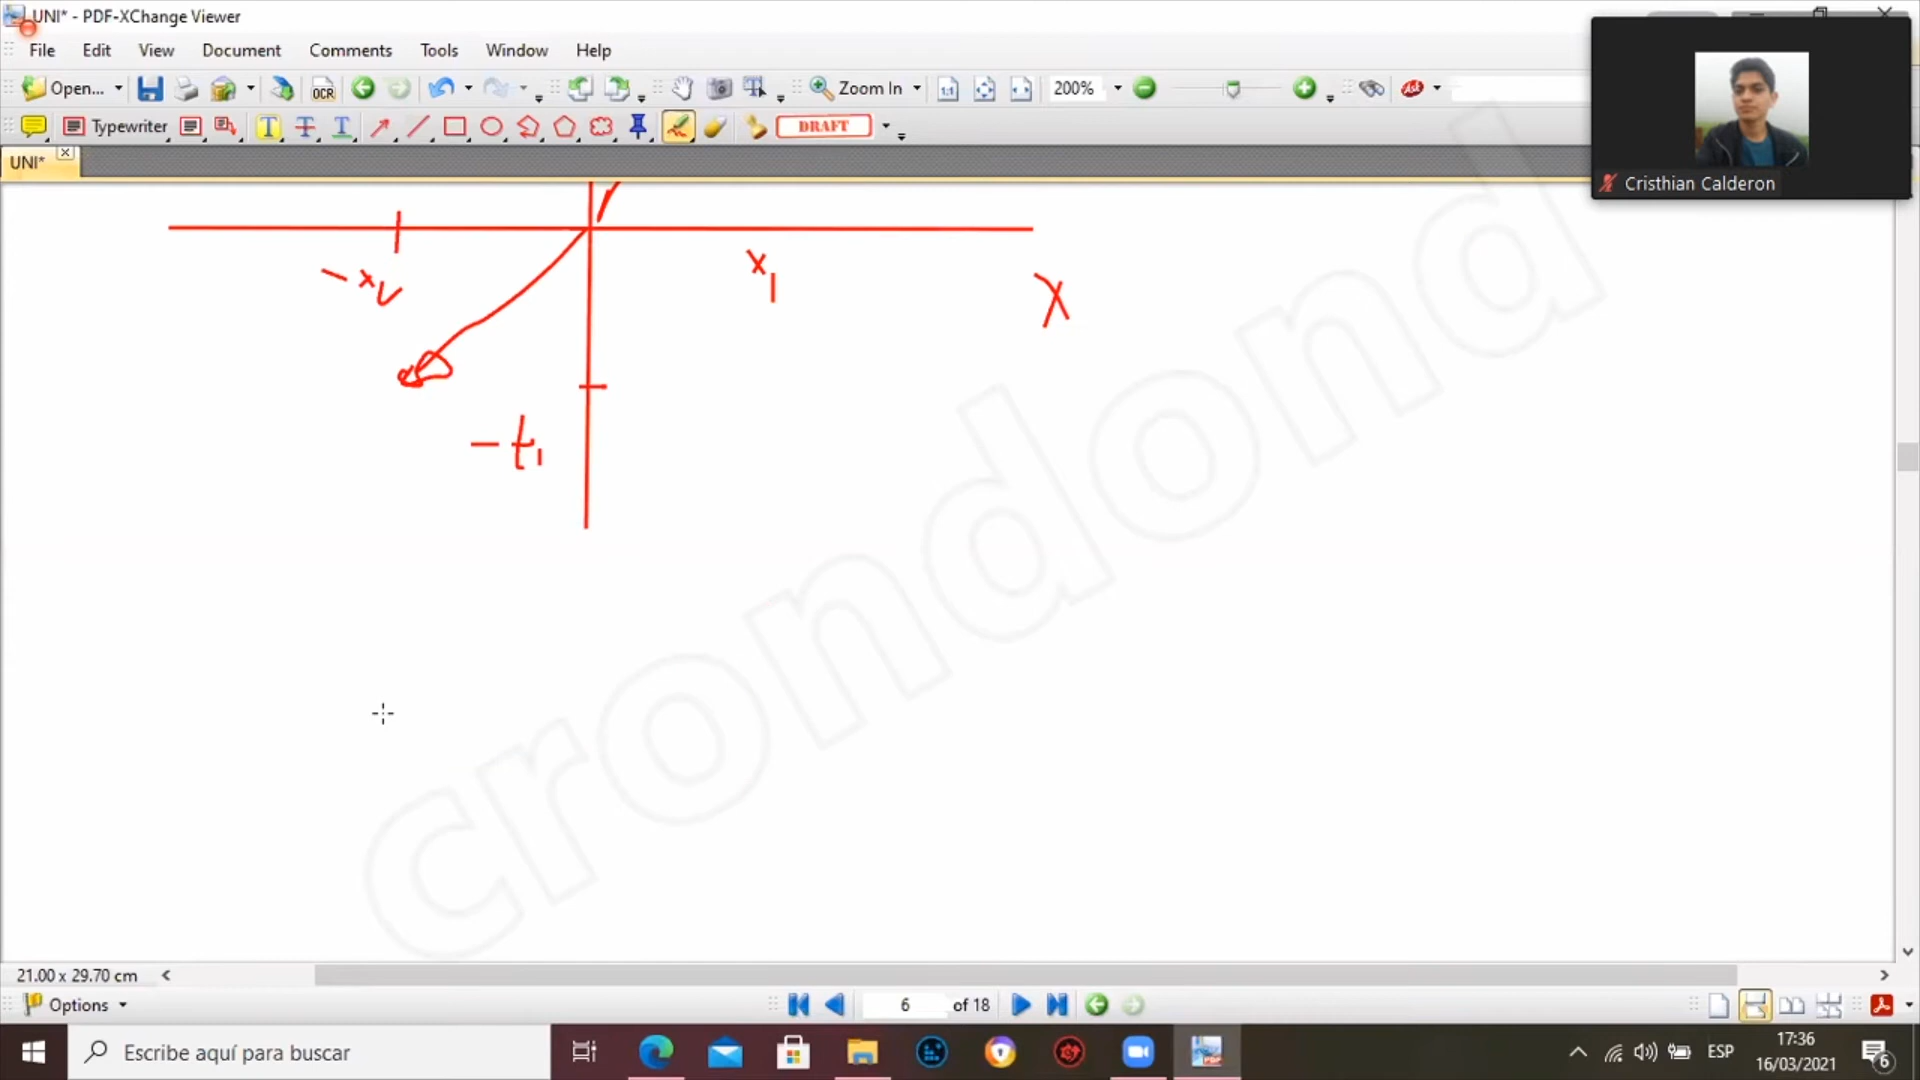 UNI* - PDF-XChange Viewer
File Edit View Document Comments Tools Window Help
Open... OCR Zoom In 200%
Typewriter DRAFT
UNI*
Cristhian Calderon
x1
X
- t1
crondond
21.00 x 29.70 cm
Options 6 of 18
Escribe aquí para buscar ESP 17:36
16/03/2021 6